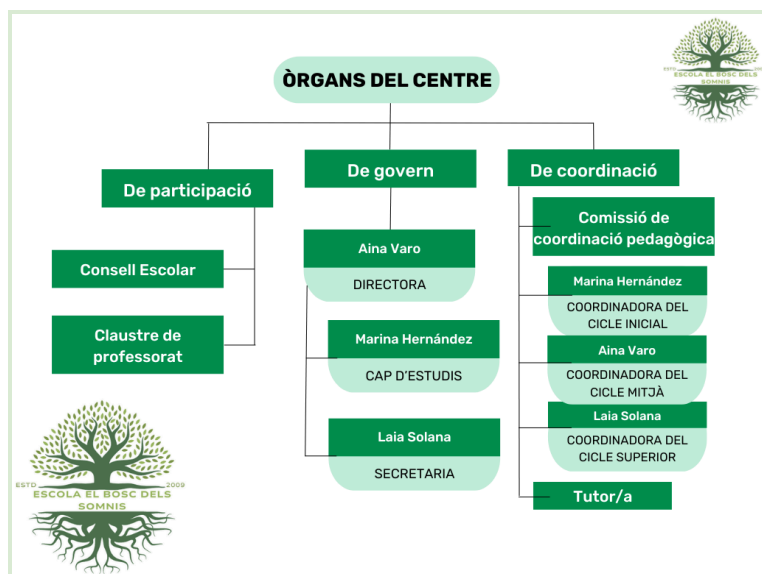 ÒRGANS DEL CENTRE
ESTD
ESCOLA EL BOSC DELS
SOMNIS
De participació
De govern
De coordinació
Consell Escolar
Claustre de
professorat
Aina Varo
DIRECTORA
Marina Hernández
CAP D'ESTUDIS
Laia Solana
SECRETARIA
Comissió de
coordinació pedagògica
Marina Hernández
COORDINADORA DEL
CICLE INICIAL
Aina Varo
COORDINADORA DEL
CICLE MITJÀ
Laia Solana
COORDINADORA DEL
CICLE SUPERIOR
Tutor/a
ESTD 2009
ESCOLA EL BOSC DELS
SOMNIS